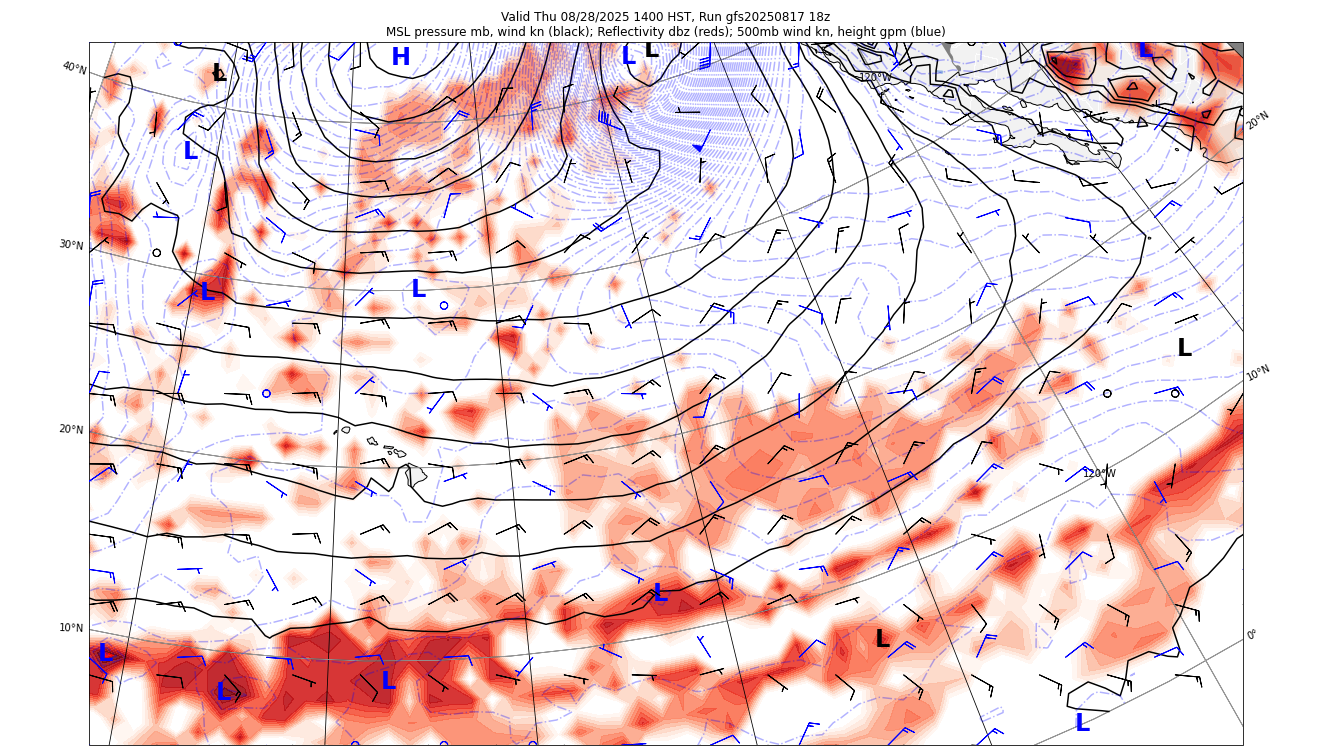 Valid Thu 08/28/2025 1400 HST, Run gfs20250817 18z
MSL pressure mb, wind kn (black); Reflectivity dbz (reds); 500mb wind kn, height gpm (blue)
H
L
L
L
L
40°N
120°W
20°N
L
30°N
L
L
L
10°N
20°N
120°W
L
10°N
L
0°
L
L
L
L